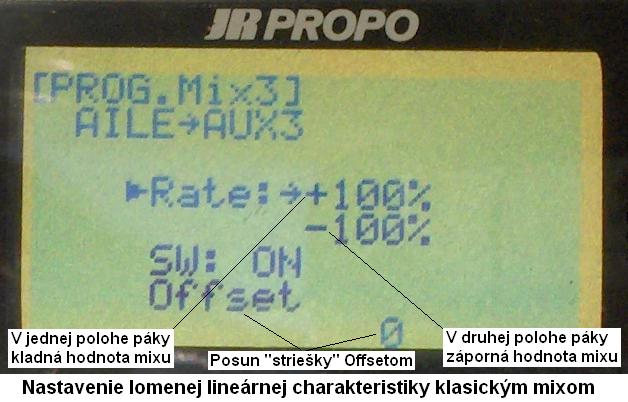 JR PROPO
[PROG.Mix3]
AILE→AUX3
►Rate:→+100%
-100%
SW: ON
Offset
0
V jednej polohe páky
kladná hodnota mixu
Posun "striešky" Offsetom
V druhej polohe páky
záporná hodnota mixu
Nastavenie lomenej lineárnej charakteristiky klasickým mixom